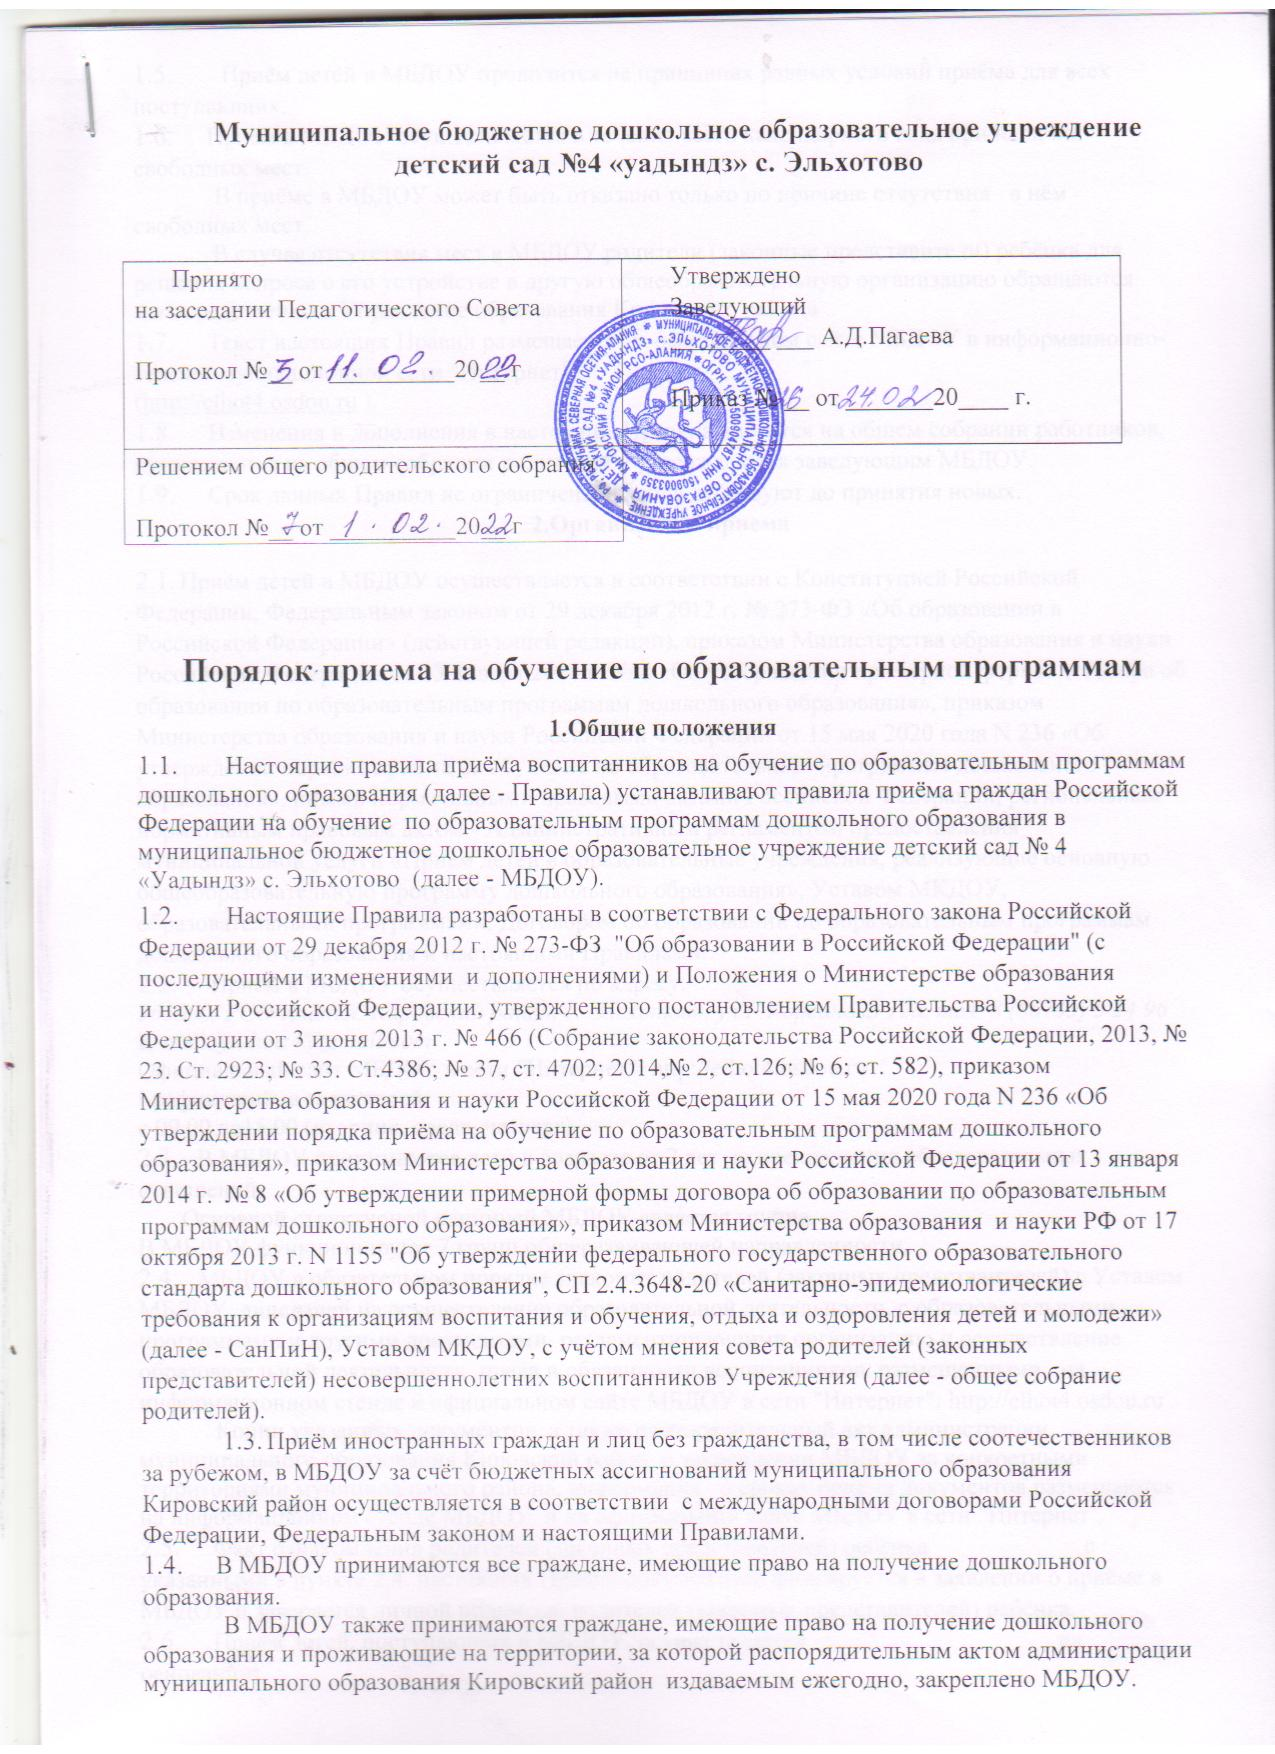 Муниципальное бюджетное дошкольное образовательное учреждение
детский сад №4 «уадындз» с. Эльхотово
Принято
на заседании Педагогического Совета
Протокол № 3 от 11. 02. 2022г
Утверждено
Заведующий
А.Д.Пагаева
Приказ № 16 от 24.02 20____ г.
Решением общего родительского собрания
Протокол № 7 от 1. 02. 2022г
Порядок приема на обучение по образовательным программам
1.Общие положения
1.1. Настоящие правила приёма воспитанников на обучение по образовательным программам
дошкольного образования (далее - Правила) устанавливают правила приёма граждан Российской
Федерации на обучение по образовательным программам дошкольного образования в
муниципальное бюджетное дошкольное образовательное учреждение детский сад № 4
«Уадындз» с. Эльхотово (далее - МБДОУ).
1.2. Настоящие Правила разработаны в соответствии с Федерального закона Российской
Федерации от 29 декабря 2012 г. № 273-ФЗ "Об образовании в Российской Федерации" (с
последующими изменениями и дополнениями) и Положения о Министерстве образования
и науки Российской Федерации, утвержденного постановлением Правительства Российской
Федерации от 3 июня 2013 г. № 466 (Собрание законодательства Российской Федерации, 2013, №
23. Ст. 2923; № 33. Ст.4386; № 37, ст. 4702; 2014,№ 2, ст.126; № 6; ст. 582), приказом
Министерства образования и науки Российской Федерации от 15 мая 2020 года N 236 «Об
утверждении порядка приёма на обучение по образовательным программам дошкольного
образования», приказом Министерства образования и науки Российской Федерации от 13 января
2014 г. № 8 «Об утверждении примерной формы договора об образовании по образовательным
программам дошкольного образования», приказом Министерства образования и науки РФ от 17
октября 2013 г. N 1155 "Об утверждении федерального государственного образовательного
стандарта дошкольного образования", СП 2.4.3648-20 «Санитарно-эпидемиологические
требования к организациям воспитания и обучения, отдыха и оздоровления детей и молодежи»
(далее - СанПиН), Уставом МКДОУ, с учётом мнения совета родителей (законных
представителей) несовершеннолетних воспитанников Учреждения (далее - общее собрание
родителей).
1.3. Приём иностранных граждан и лиц без гражданства, в том числе соотечественников
за рубежом, в МБДОУ за счёт бюджетных ассигнований муниципального образования
Кировский район осуществляется в соответствии с международными договорами Российской
Федерации, Федеральным законом и настоящими Правилами.
1.4. В МБДОУ принимаются все граждане, имеющие право на получение дошкольного
образования.
В МБДОУ также принимаются граждане, имеющие право на получение дошкольного
образования и проживающие на территории, за которой распорядительным актом администрации
муниципального образования Кировский район издаваемым ежегодно, закреплено МБДОУ.